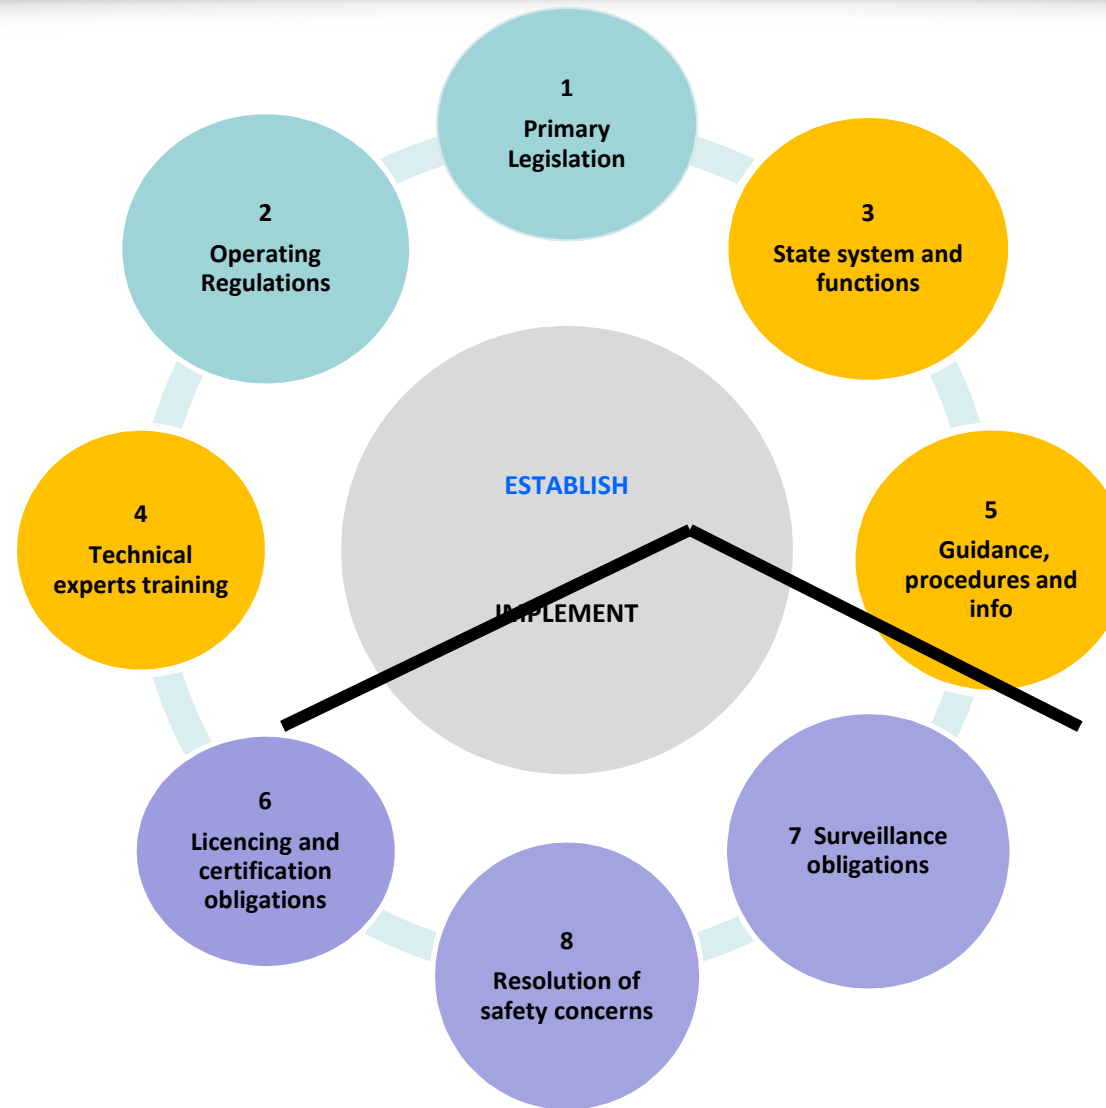 1
Primary
Legislation
2
Operating
Regulations
3
State system and
functions
ESTABLISH
4
Technical
experts training
5
Guidance,
procedures and
info
IMPLEMENT
6
Licencing and
certification
obligations
7 Surveillance
obligations
8
Resolution of
safety concerns